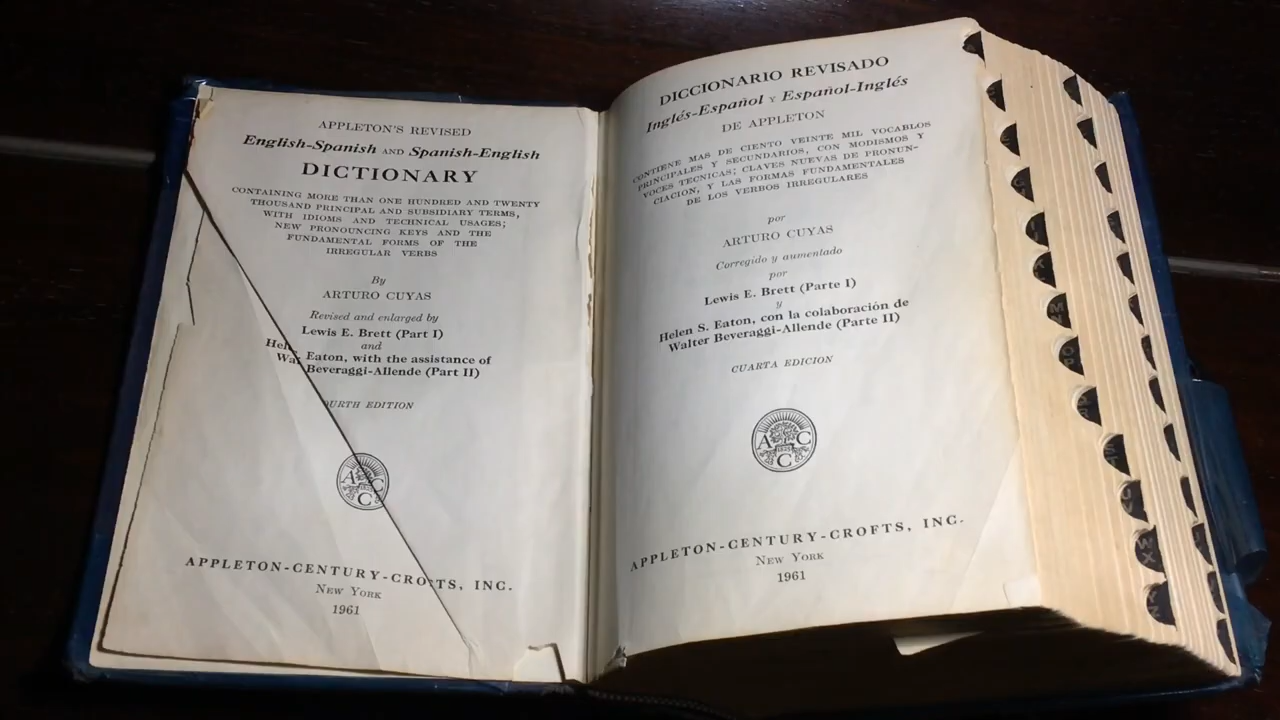 APPLETON'S REVISED
English-Spanish AND Spanish-English
DICTIONARY
CONTAINING MORE THAN ONE HUNDRED AND TWENTY
THOUSAND PRINCIPAL AND SUBSIDIARY TERMS,
WITH IDIOMS AND TECHNICAL USAGES;
NEW PRONOUNCING KEYS AND THE
FUNDAMENTAL FORMS OF THE
IRREGULAR VERBS
By
ARTURO CUYAS
Revised and enlarged by
Lewis E. Brett (Part I)
and
Eaton, with the assistance of
Beveraggi-Allende (Part II)
EDITION
A C
C
APPLETON-CENTURY-CROFTS, INC.
NEW YORK
1961
DICCIONARIO REVISADO
Inglés-Español Y Español-Inglés
DE APPLETON
CONTIENE MAS DE CIENTO VEINTE MIL VOCABLOS
PRINCIPALES Y SECUNDARIOS, CON MODISMOS Y
VOCES TECNICAS; CLAVES NUEVAS DE PRONUN-
CIACION, Y LAS FORMAS FUNDAMENTALES
DE LOS VERBOS IRREGULARES
por
ARTURO CUYAS
Corregido y aumentado
por
Lewis E. Brett (Parte I)
y
Helen S. Eaton, con la colaboración de
Walter Beveraggi-Allende (Parte II)
CUARTA EDICION
A C
C
APPLETON-CENTURY-CROFTS, INC.
NEW YORK
1961
MN
OP
ST
UV
WX
YZ